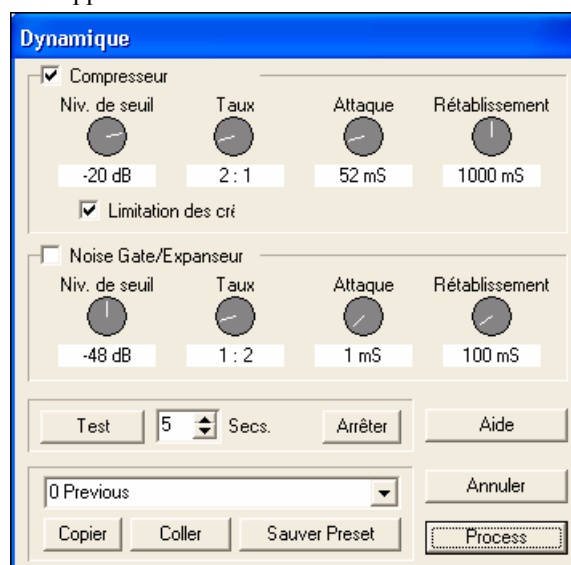 Dynamique
Compresseur
Niv. de seuil Taux Attaque Rétablissement
-20 dB 2 : 1 52 mS 1000 mS
Limitation des cré
Noise Gate/Expanseur
Niv. de seuil Taux Attaque Rétablissement
-48 dB 1 : 2 1 mS 100 mS
Test 5 Secs. Arrêter Aide
0 Previous Annuler
Copier Coller Sauver Preset Process